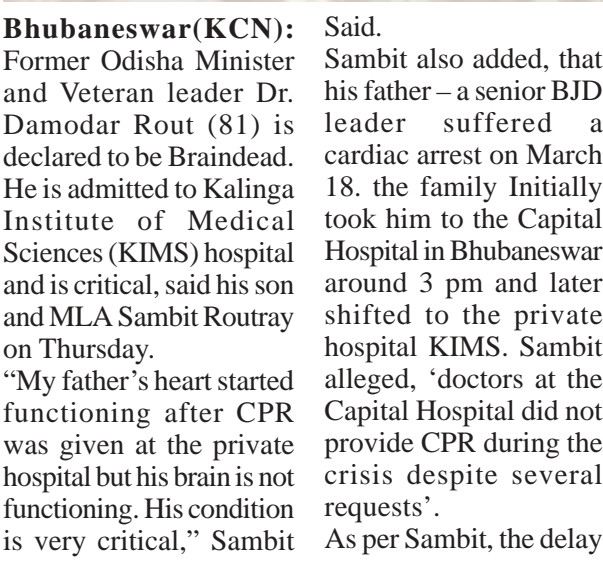 Bhubaneswar(KCN):
Former Odisha Minister
and Veteran leader Dr.
Damodar Rout (81) is
declared to be Braindead.
He is admitted to Kalinga
Institute of Medical
Sciences (KIMS) hospital
and is critical, said his son
and MLA Sambit Routray
on Thursday.
“My father’s heart started
functioning after CPR
was given at the private
hospital but his brain is not
functioning. His condition
is very critical,” Sambit
Said.
Sambit also added, that
his father – a senior BJD
leader suffered a
cardiac arrest on March
18. the family Initially
took him to the Capital
Hospital in Bhubaneswar
around 3 pm and later
shifted to the private
hospital KIMS. Sambit
alleged, ‘doctors at the
Capital Hospital did not
provide CPR during the
crisis despite several
requests’.
As per Sambit, the delay